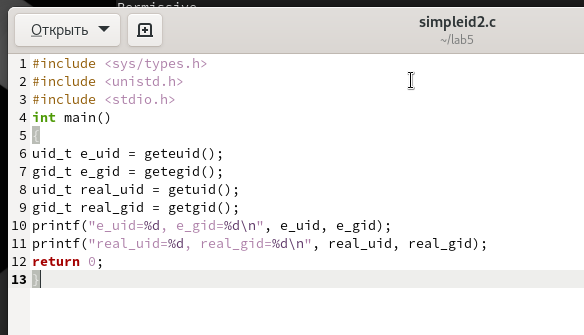 Permissive
Открыть
simpleid2.c
~/lab5
1 #include <sys/types.h>
2 #include <unistd.h>
3 #include <stdio.h>
4 int main()
5 {
6 uid_t e_uid = geteuid();
7 gid_t e_gid = getegid();
8 uid_t real_uid = getuid();
9 gid_t real_gid = getgid();
10 printf("e_uid=%d, e_gid=%d\n", e_uid, e_gid);
11 printf("real_uid=%d, real_gid=%d\n", real_uid, real_gid);
12 return 0;
13 }